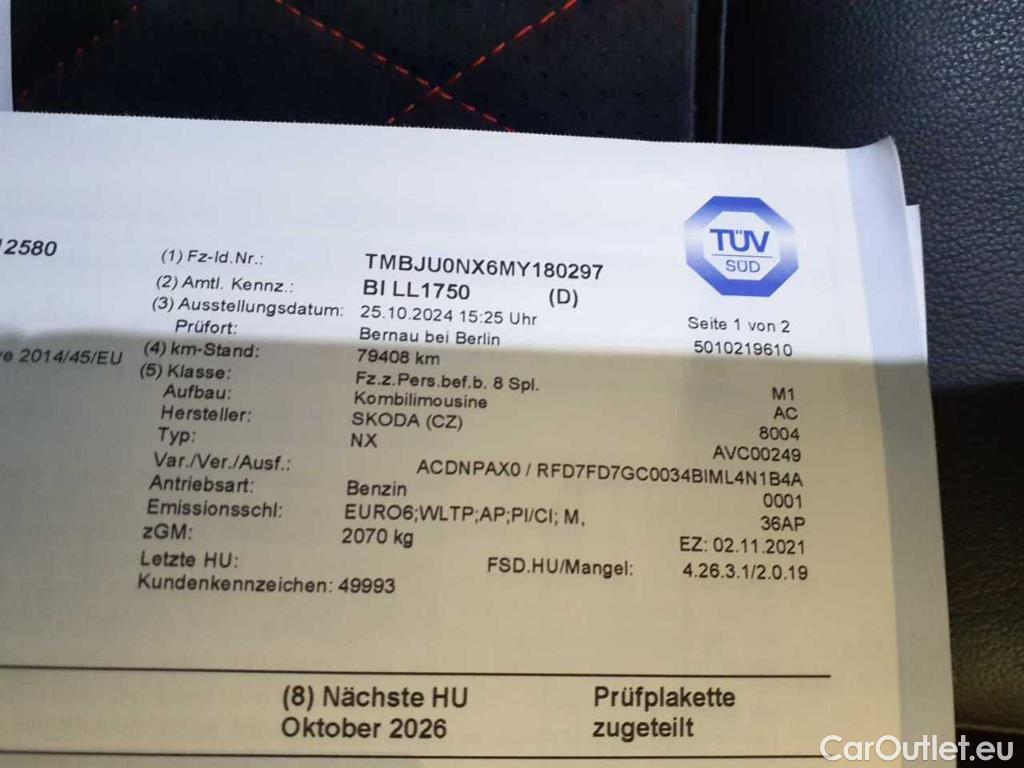 TÜV
SÜD
12580
(1) Fz-Id.Nr.: TMBJU0NX6MY180297
(2) Amtl. Kennz.: BI LL1750 (D)
(3) Ausstellungsdatum: 25.10.2024 15:25 Uhr Seite 1 von 2
Prüfort: Bernau bei Berlin 5010219610
ve 2014/45/EU (4) km-Stand: 79408 km
(5) Klasse: Fz.z.Pers.bef.b. 8 Spl. M1
Aufbau: Kombilimousine AC
Hersteller: SKODA (CZ) 8004
Typ: NX AVC00249
Var./Ver./Ausf.: ACDNPAX0 / RFD7FD7GC0034BIML4N1B4A
Antriebsart: Benzin 0001
Emissionsschl: EURO6;WLTP;AP;PI/CI; M, 36AP
zGM: 2070 kg EZ: 02.11.2021
Letzte HU: FSD.HU/Mangel: 4.26.3.1/2.0.19
Kundenkennzeichen: 49993
(8) Nächste HU Prüfplakette
Oktober 2026 zugeteilt
CarOutlet.eu